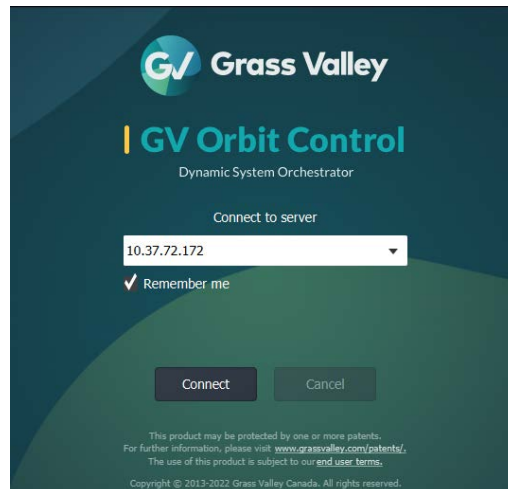 GV Grass Valley
GV Orbit Control
Dynamic System Orchestrator
Connect to server
10.37.72.172
Remember me
Connect Cancel
This product may be protected by one or more patents.
For further information, please visit www.grassvalley.com/patents/.
The use of this product is subject to our end user terms.
Copyright © 2013-2022 Grass Valley Canada. All rights reserved.